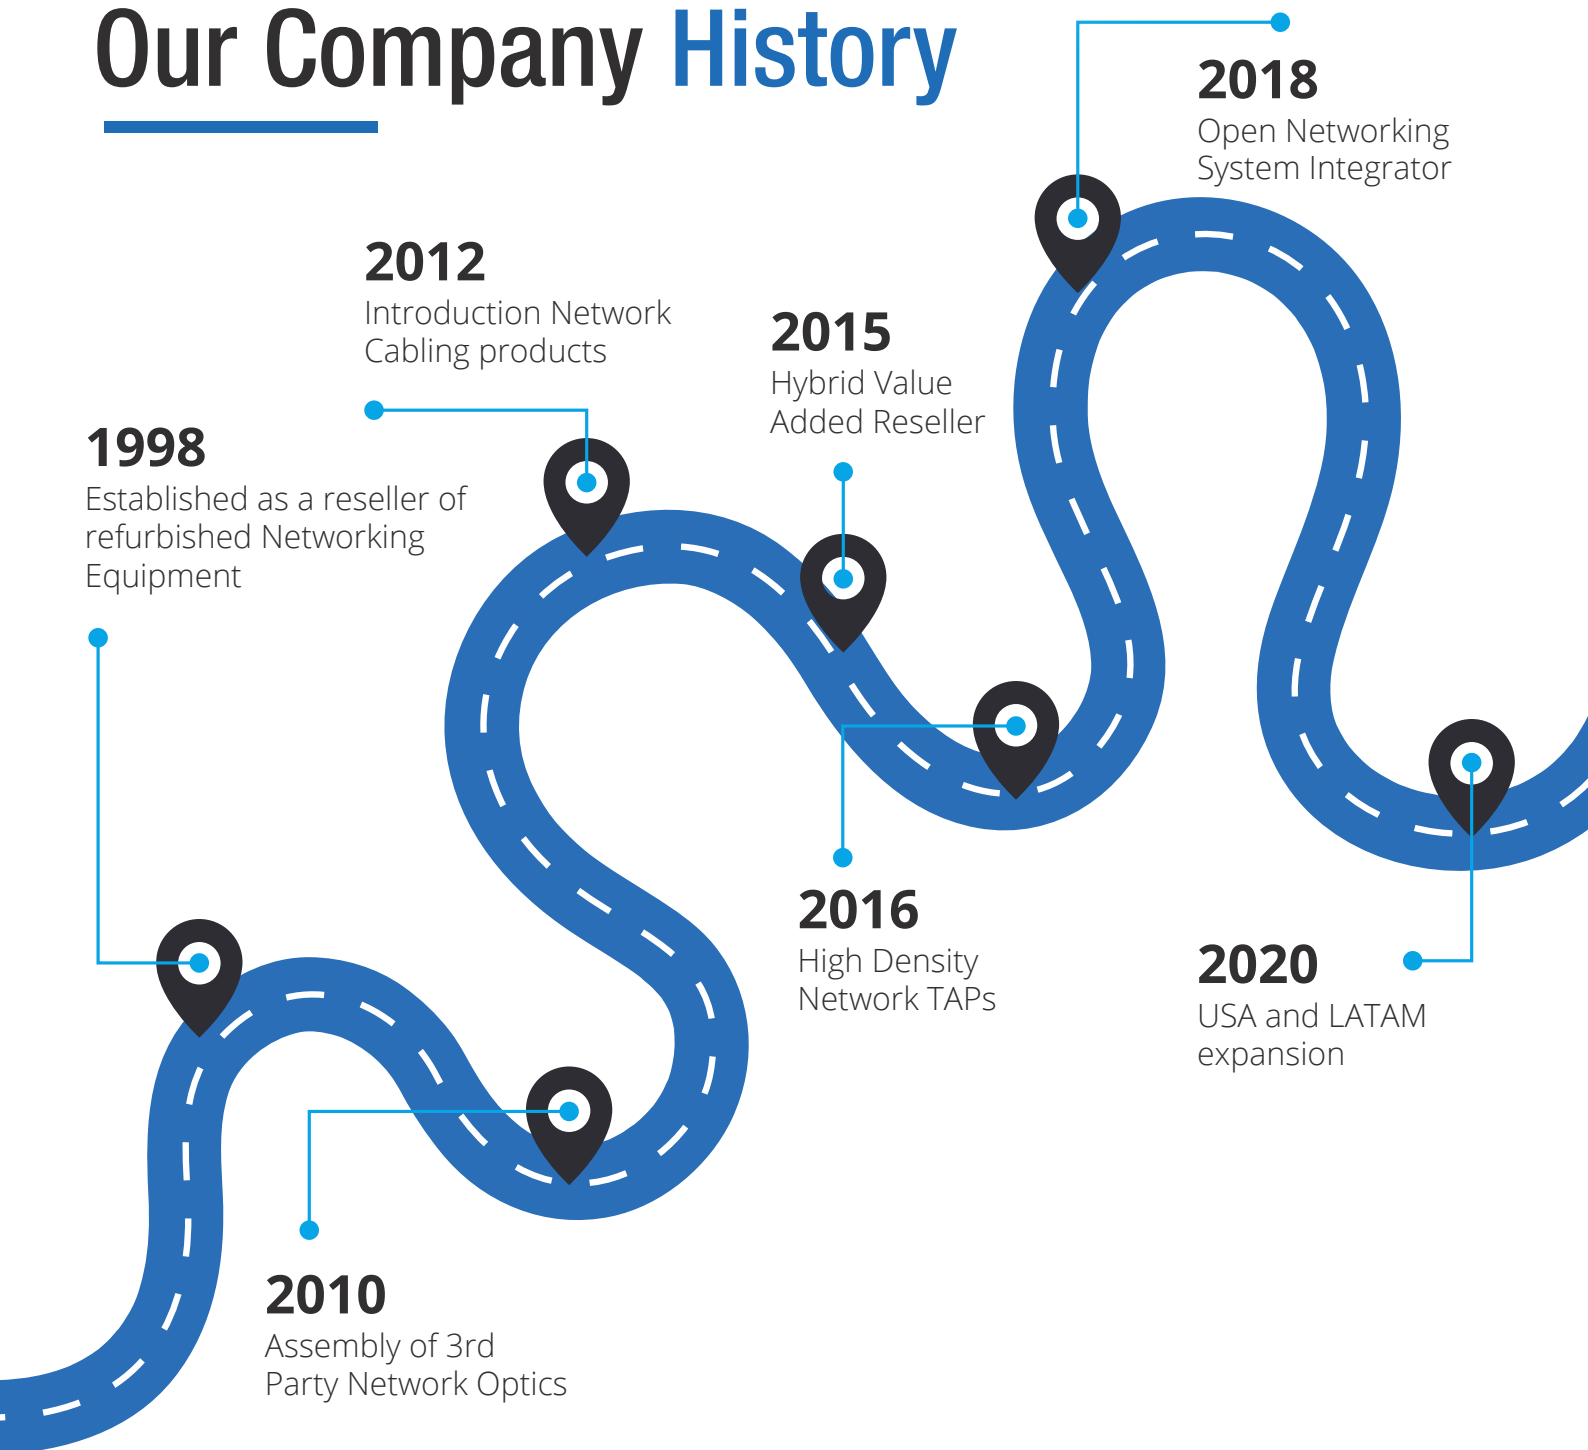 Our Company History
2018
Open Networking
System Integrator
2012
Introduction Network
Cabling products
2015
Hybrid Value
Added Reseller
1998
Established as a reseller of
refurbished Networking
Equipment
2016
High Density
Network TAPs
2020
USA and LATAM
expansion
2010
Assembly of 3rd
Party Network Optics